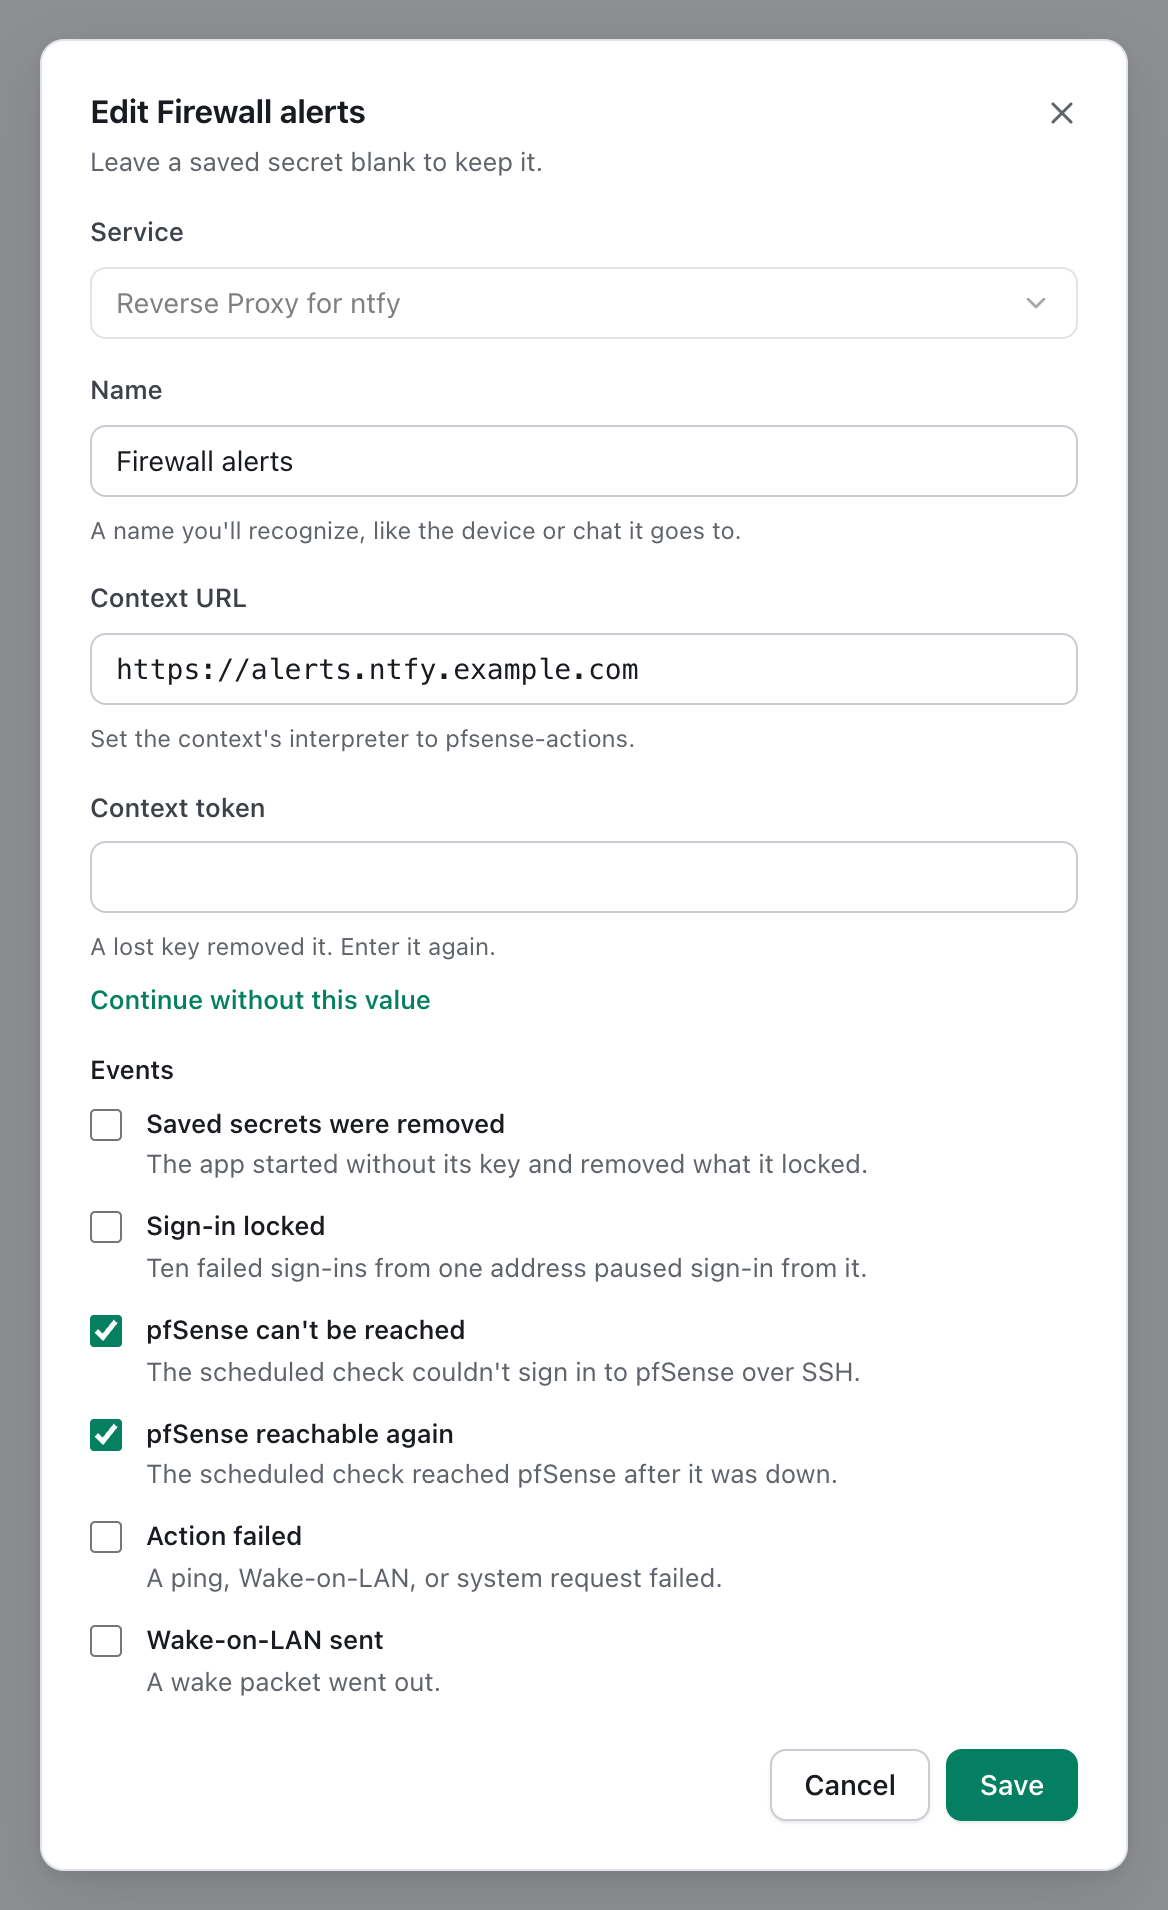 Edit Firewall alerts
Leave a saved secret blank to keep it.
Service
Reverse Proxy for ntfy
Name
Firewall alerts
A name you'll recognize, like the device or chat it goes to.
Context URL
https://alerts.ntfy.example.com
Set the context's interpreter to pfsense-actions.
Context token
A lost key removed it. Enter it again.
Continue without this value
Events
Saved secrets were removed
The app started without its key and removed what it locked.
Sign-in locked
Ten failed sign-ins from one address paused sign-in from it.
pfSense can't be reached
The scheduled check couldn't sign in to pfSense over SSH.
pfSense reachable again
The scheduled check reached pfSense after it was down.
Action failed
A ping, Wake-on-LAN, or system request failed.
Wake-on-LAN sent
A wake packet went out.
Cancel
Save